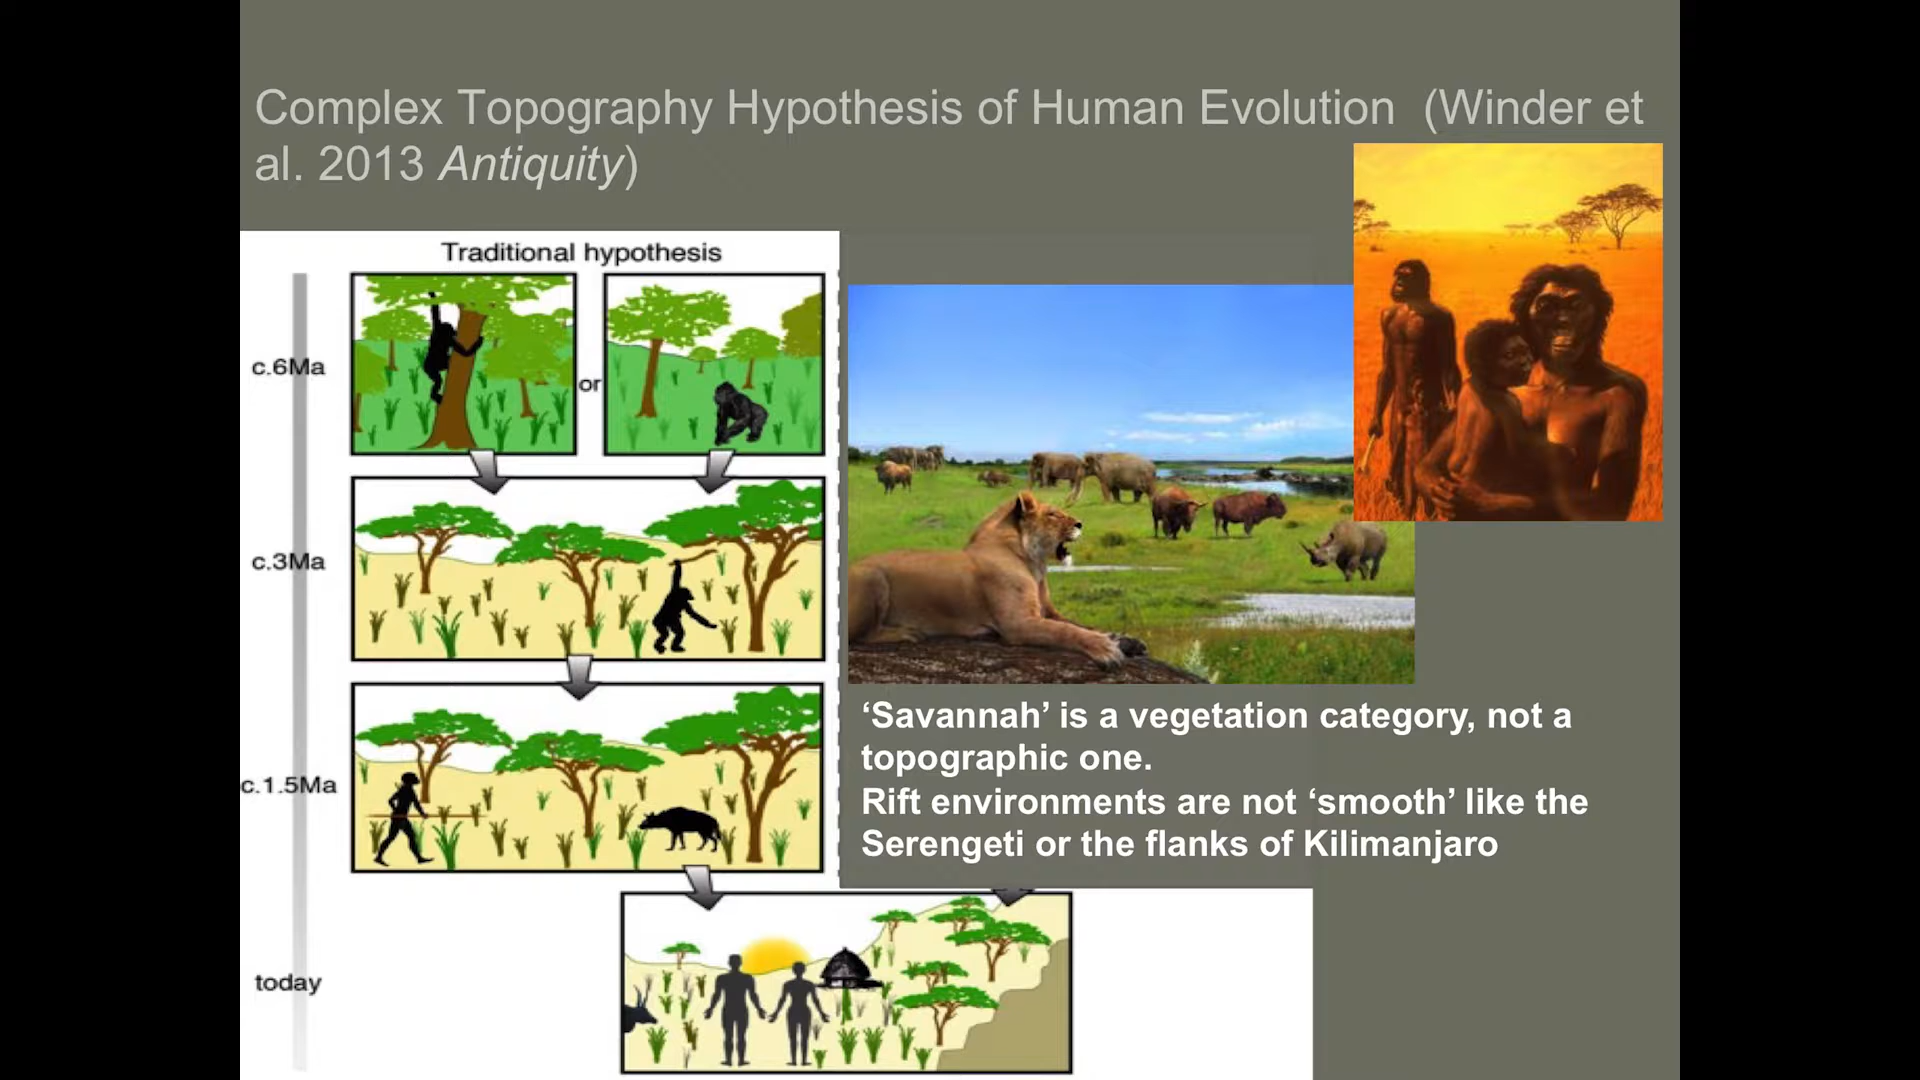 Complex Topography Hypothesis of Human Evolution (Winder et
al. 2013 Antiquity)
Traditional hypothesis
c.6Ma
or
c.3Ma
c.1.5Ma
today
‘Savannah’ is a vegetation category, not a
topographic one.
Rift environments are not ‘smooth’ like the
Serengeti or the flanks of Kilimanjaro